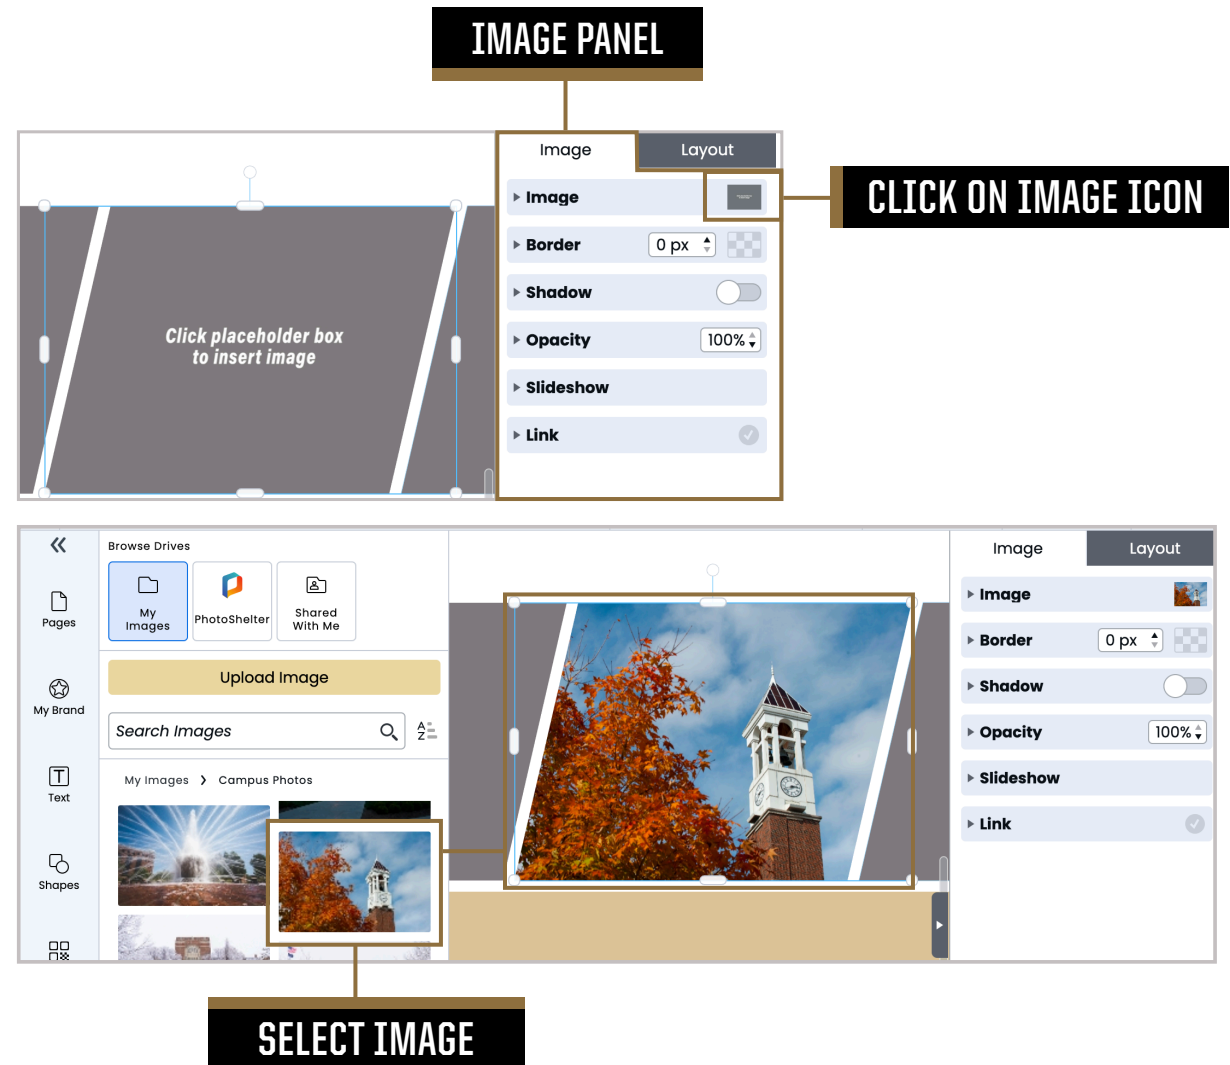 IMAGE PANEL
Image
Layout
Image
CLICK ON IMAGE ICON
Border
0 px
Shadow
Click placeholder box
to insert image
Opacity
100%
Slideshow
Link
Browse Drives
My
Images
PhotoShelter
Shared
With Me
Upload Image
Search Images
A
Z
My Images
Campus Photos
Pages
My Brand
Text
Shapes
Image
Layout
Image
Border
0 px
Shadow
Opacity
100%
Slideshow
Link
SELECT IMAGE